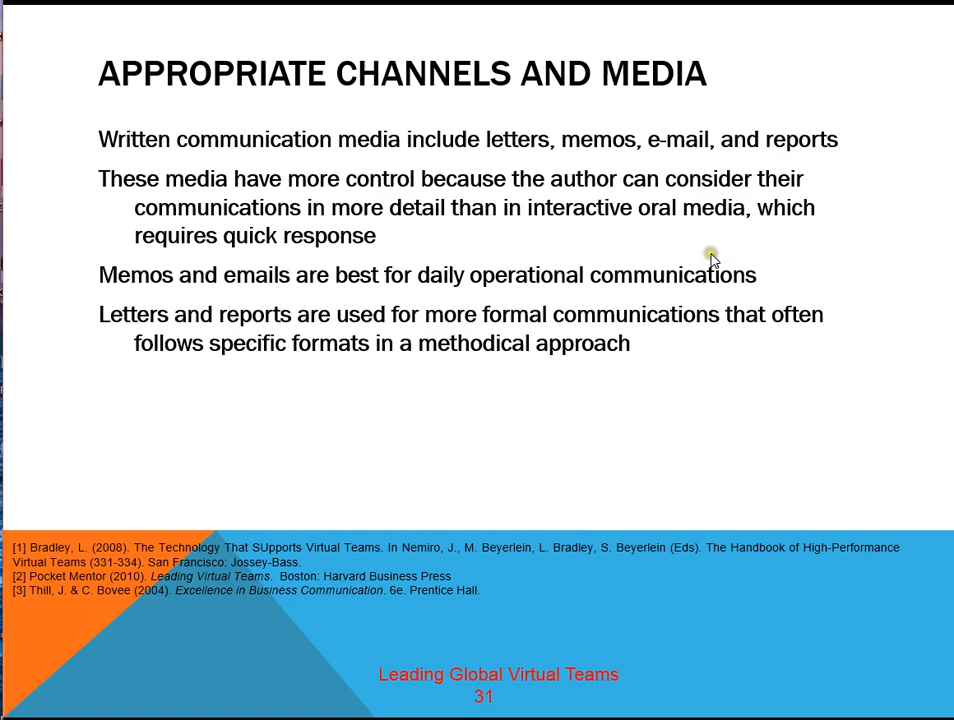 APPROPRIATE CHANNELS AND MEDIA
Written communication media include letters, memos, e-mail, and reports
These media have more control because the author can consider their
communications in more detail than in interactive oral media, which
requires quick response
Memos and emails are best for daily operational communications
Letters and reports are used for more formal communications that often
follows specific formats in a methodical approach
[1] Bradley, L. (2008). The Technology That SUpports Virtual Teams. In Nemiro, J., M. Beyerlein, L. Bradley, S. Beyerlein (Eds). The Handbook of High-Performance
Virtual Teams (331-334). San Francisco: Jossey-Bass.
[2] Pocket Mentor (2010). Leading Virtual Teams. Boston: Harvard Business Press
[3] Thill, J. & C. Bovee (2004). Excellence in Business Communication. 6e. Prentice Hall.
Leading Global Virtual Teams
31